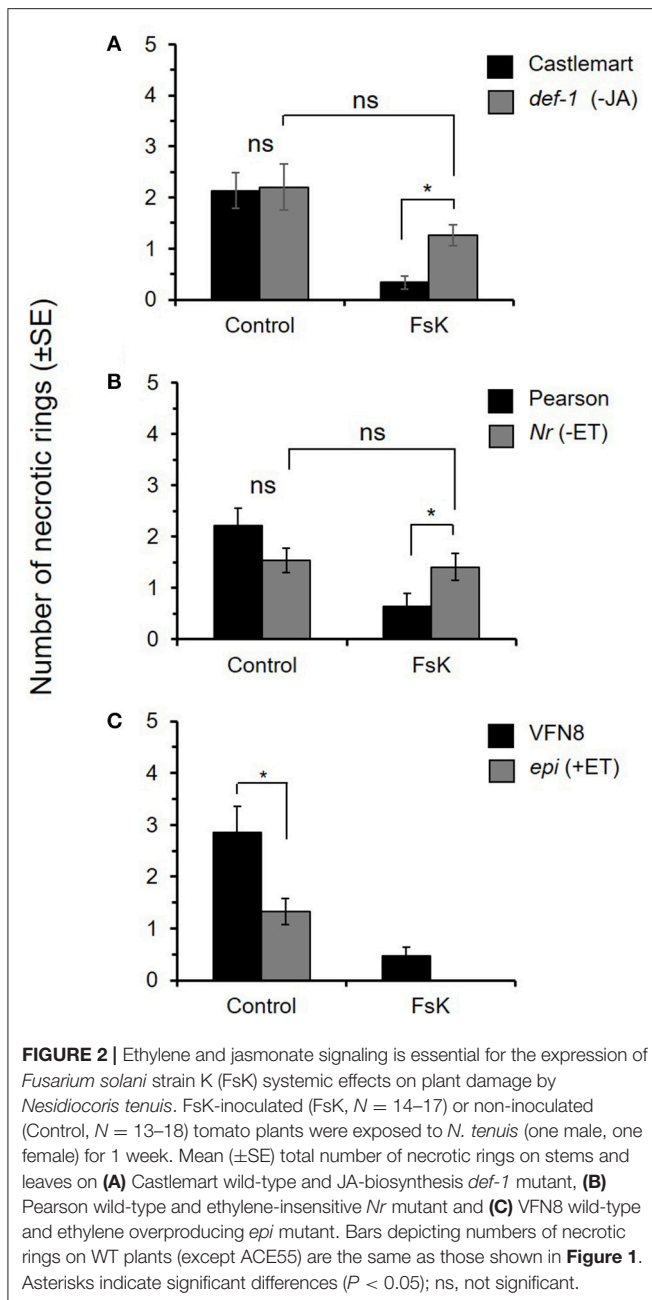 A
5
4
3
2
1
0
Castlemart
def-1 (-JA)
ns
ns
*
Control
FsK
Number of necrotic rings (±SE)
B
5
4
3
2
1
0
Pearson
Nr (-ET)
ns
ns
*
Control
FsK
C
5
4
3
2
1
0
VFN8
epi (+ET)
*
Control
FsK
FIGURE 2 | Ethylene and jasmonate signaling is essential for the expression of
Fusarium solani strain K (FsK) systemic effects on plant damage by
Nesidiocoris tenuis. FsK-inoculated (FsK, N = 14–17) or non-inoculated
(Control, N = 13–18) tomato plants were exposed to N. tenuis (one male, one
female) for 1 week. Mean (±SE) total number of necrotic rings on stems and
leaves on (A) Castlemart wild-type and JA-biosynthesis def-1 mutant, (B)
Pearson wild-type and ethylene-insensitive Nr mutant and (C) VFN8 wild-type
and ethylene overproducing epi mutant. Bars depicting numbers of necrotic
rings on WT plants (except ACE55) are the same as those shown in Figure 1.
Asterisks indicate significant differences (P < 0.05); ns, not significant.